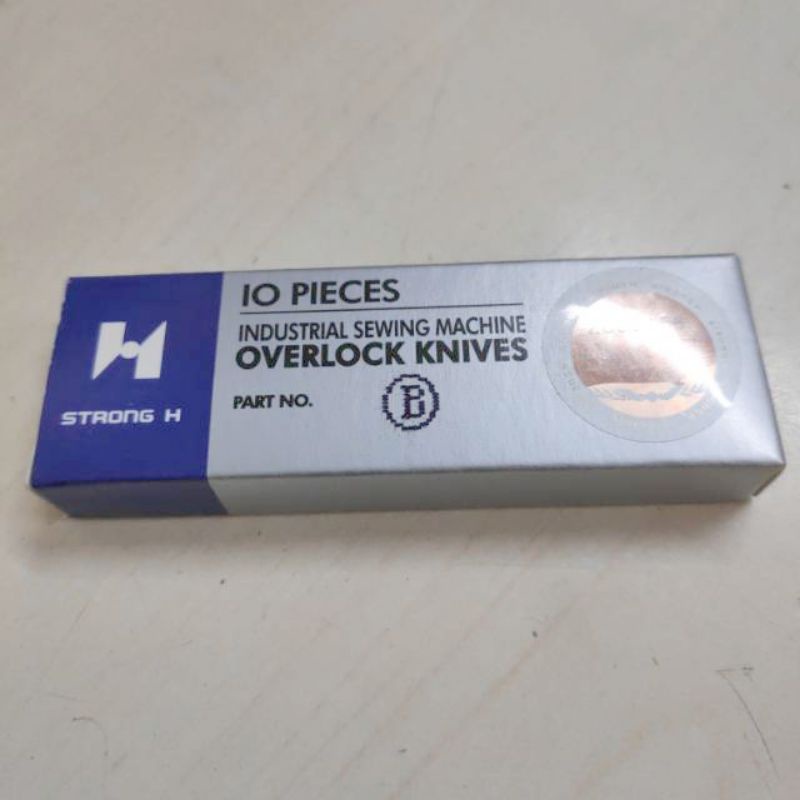 STRONG H
10 PIECES
INDUSTRIAL SEWING MACHINE
OVERLOCK KNIVES
PART NO.
B